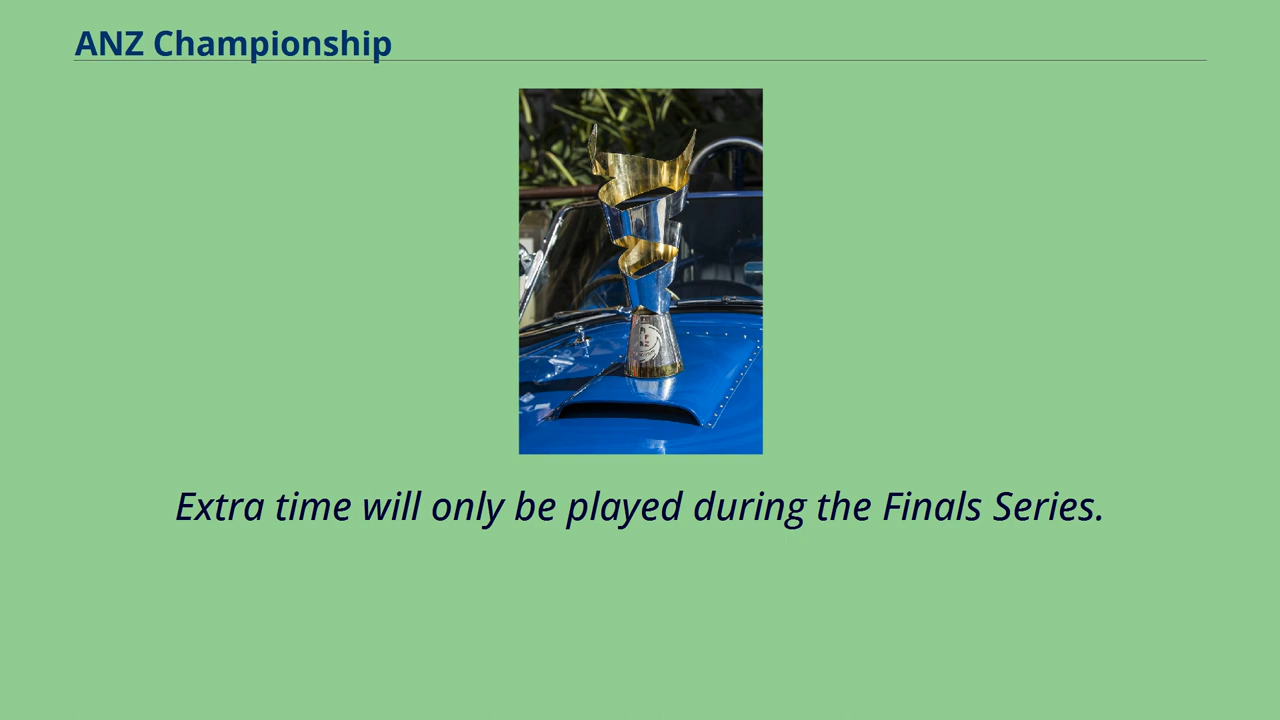 ANZ Championship
Extra time will only be played during the Finals Series.